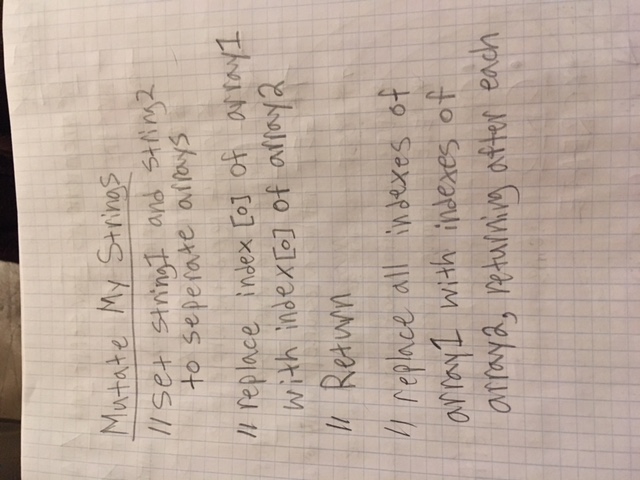 Mutate My Strings
// Set string1 and string2
to seperate arrays
// replace index [0] of array1
with index[0] of array2
// Return
// replace all indexes of
array1 with indexes of
array2, returning after each